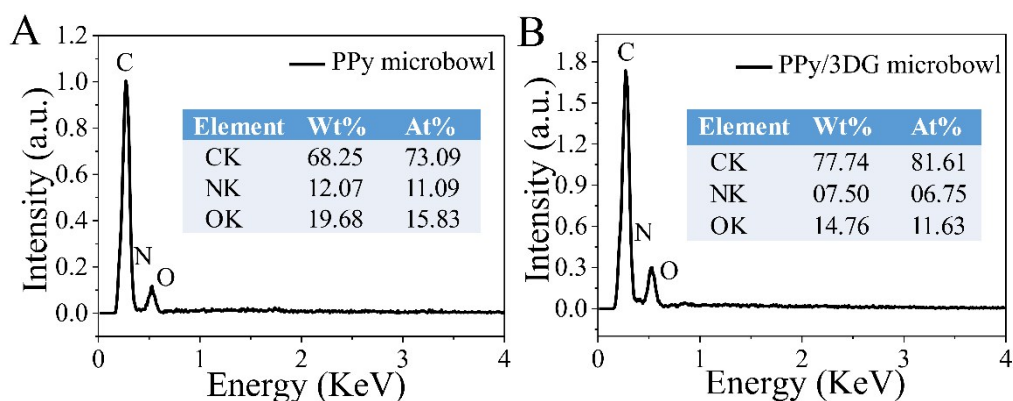 A
Intensity (a.u.)
1.2
1.0
0.8
0.6
0.4
0.2
0.0
C
N
O
PPy microbowl
Element Wt% At%
CK 68.25 73.09
NK 12.07 11.09
OK 19.68 15.83
0 1 2 3 4
Energy (KeV)
B
Intensity (a.u.)
1.8
1.5
1.2
0.9
0.6
0.3
0.0
C
N
O
PPy/3DG microbowl
Element Wt% At%
CK 77.74 81.61
NK 07.50 06.75
OK 14.76 11.63
0 1 2 3 4
Energy (KeV)